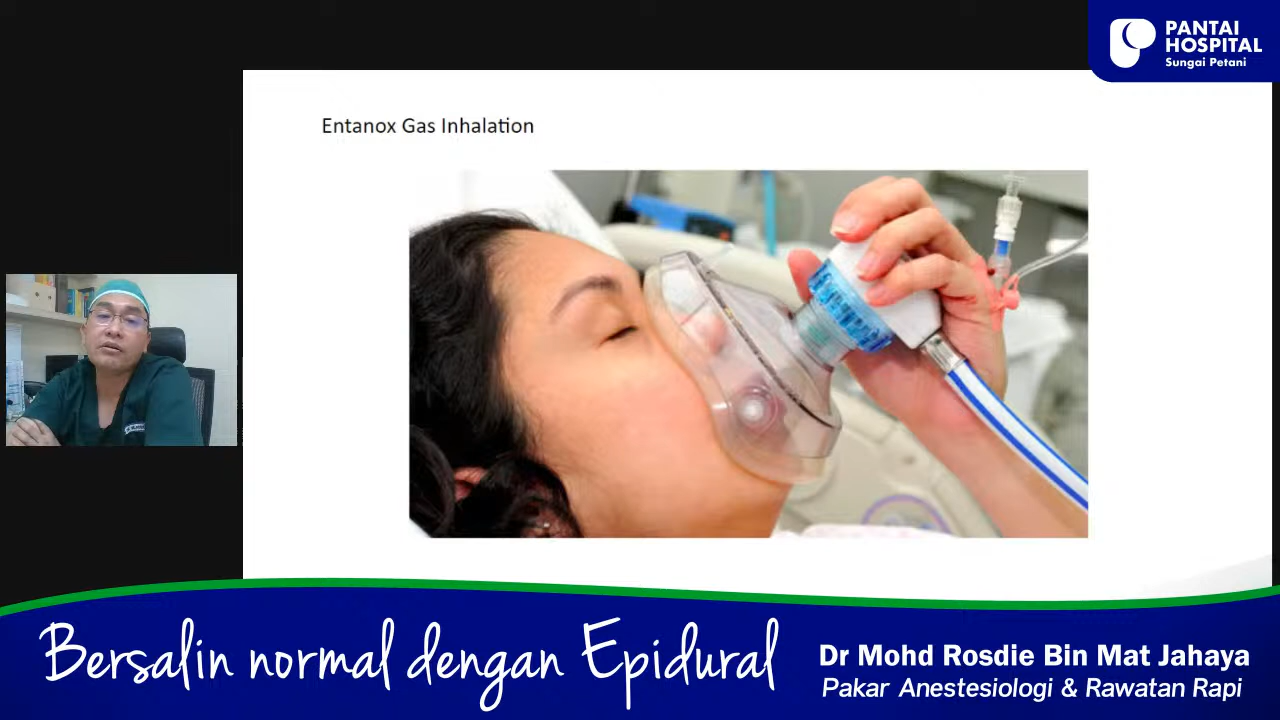 PANTAI
HOSPITAL
Sungai Petani
Entanox Gas Inhalation
Bersalin normal dengan Epidural
Dr Mohd Rosdie Bin Mat Jahaya
Pakar Anestesiologi & Rawatan Rapi